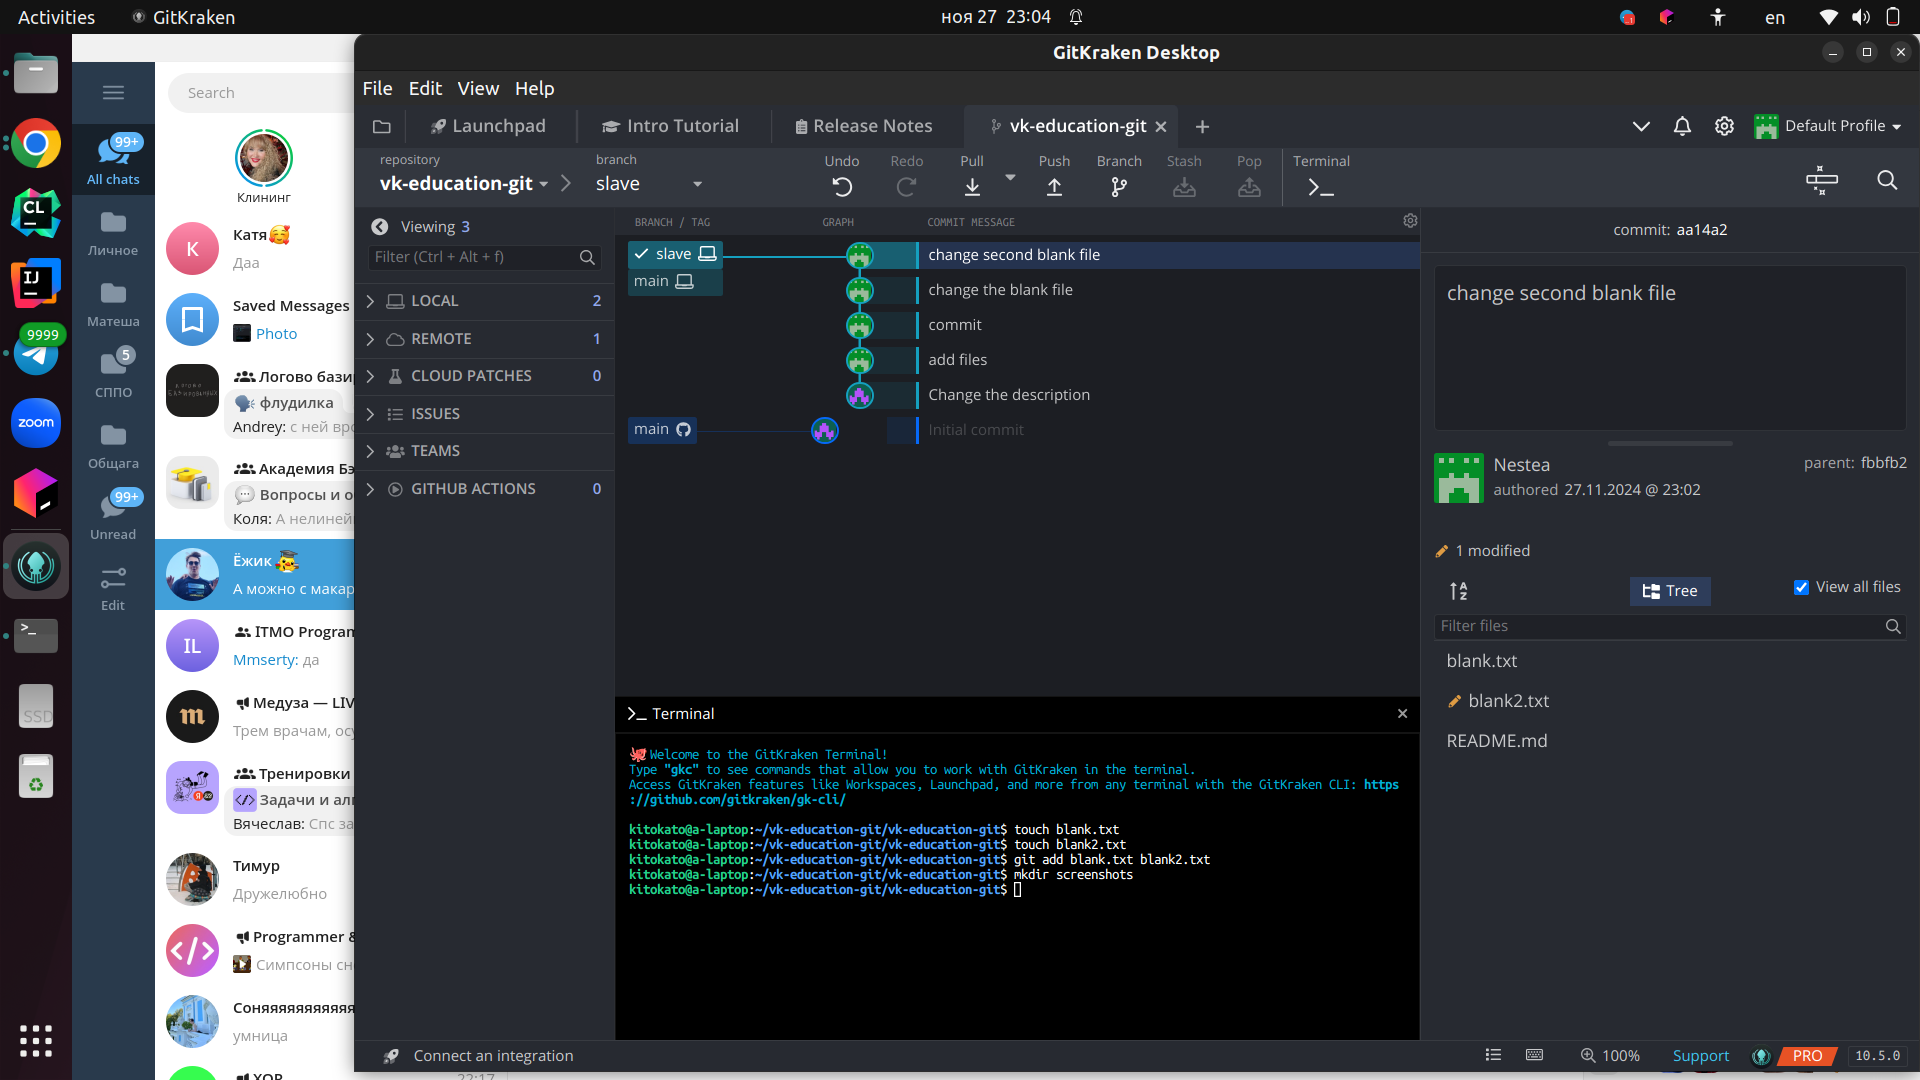 Activities
GitKraken
ноя 27 23:04
en
GitKraken Desktop
File Edit View Help
Launchpad
Intro Tutorial
Release Notes
vk-education-git
Default Profile
repository
vk-education-git
branch
slave
Undo
Redo
Pull
Push
Branch
Stash
Pop
Terminal
Viewing 3
Filter (Ctrl + Alt + f)
LOCAL 2
REMOTE 1
CLOUD PATCHES 0
ISSUES
TEAMS
GITHUB ACTIONS 0
BRANCH / TAG
GRAPH
COMMIT MESSAGE
slave
main
change second blank file
change the blank file
commit
add files
Change the description
main
Initial commit
commit: aa14a2
change second blank file
Nestea
authored 27.11.2024 @ 23:02
parent: fbbfb2
1 modified
Tree
View all files
Filter files
blank.txt
blank2.txt
README.md
Terminal
Welcome to the GitKraken Terminal!
Type "gkc" to see commands that allow you to work with GitKraken in the terminal.
Access GitKraken features like Workspaces, Launchpad, and more from any terminal with the GitKraken CLI: https
://github.com/gitkraken/gk-cli/
kitokato@a-laptop:~/vk-education-git/vk-education-git$ touch blank.txt
kitokato@a-laptop:~/vk-education-git/vk-education-git$ touch blank2.txt
kitokato@a-laptop:~/vk-education-git/vk-education-git$ git add blank.txt blank2.txt
kitokato@a-laptop:~/vk-education-git/vk-education-git$ mkdir screenshots
kitokato@a-laptop:~/vk-education-git/vk-education-git$
Connect an integration
100%
Support
PRO
10.5.0
CL
IJ
9999
zoom
SSD
99+
All chats
Личное
Матеша
5
СППО
Общага
99+
Unread
Edit
Search
Клининг
К
Катя
Даа
Saved Messages
Photo
Логово бази
флудилка
Andrey: с ней
Академия
Вопросы и
Коля: А
Ёжик
А можно с
IL
Mmserty: да
m
Медуза — LIV
Трем врачам,
Тренировки
Задачи и
Вячеслав: Спс
Тимур
Дружелюбно
Programmer
Симпсоны
Соняяяяяяяяяя
умница
22:17